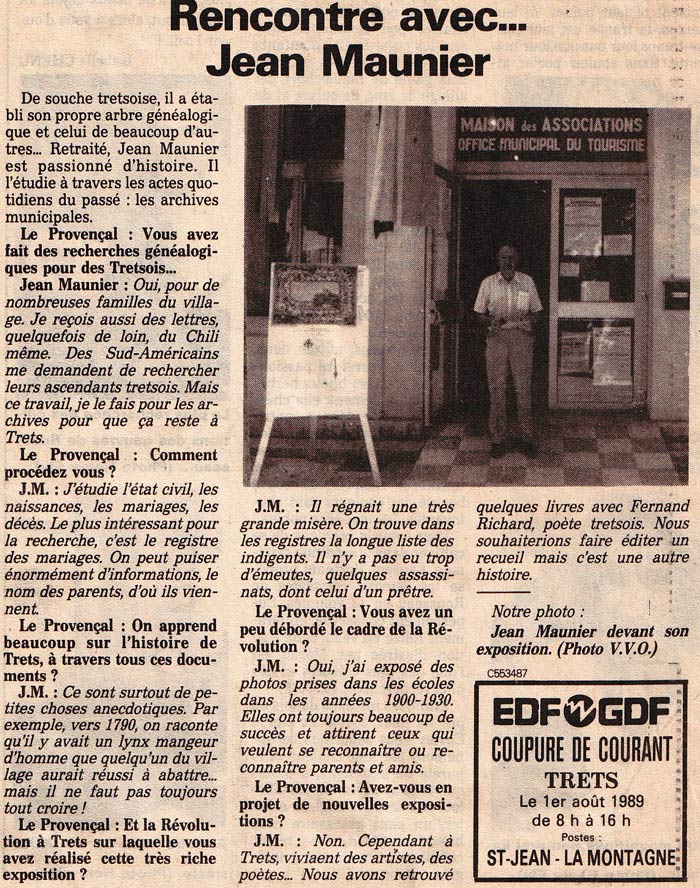 Rencontre avec...
Jean Maunier
De souche tretsoise, il a éta-
bli son propre arbre généalogi-
que et celui de beaucoup d'au-
tres... Retraité, Jean Maunier
est passionné d'histoire. Il
l'étudie à travers les actes quo-
tidiens du passé : les archives
municipales.
Le Provençal : Vous avez
fait des recherches généalogi-
ques pour des Tretsois...
Jean Maunier : Oui, pour de
nombreuses familles du villa-
ge. Je reçois aussi des lettres,
quelquefois de loin, du Chili
même. Des Sud-Américains
me demandent de rechercher
leurs ascendants tretsois. Mais
ce travail, je le fais pour les ar-
chives pour que ça reste à
Trets.
Le Provençal : Comment
procédez vous ?
J.M. : J'étudie l'état civil, les
naissances, les mariages, les
décès. Le plus intéressant pour
la recherche, c'est le registre
des mariages. On peut puiser
énormément d'informations, le
nom des parents, d'où ils vien-
nent.
Le Provençal : On apprend
beaucoup sur l'histoire de
Trets, à travers tous ces docu-
ments ?
J.M. : Ce sont surtout de pe-
tites choses anecdotiques. Par
exemple, vers 1790, on raconte
qu'il y avait un lynx mangeur
d'homme que quelqu'un du vil-
lage aurait réussi à abattre...
mais il ne faut pas toujours
tout croire !
Le Provençal : Et la Révolu-
tion à Trets sur laquelle vous
avez réalisé cette très riche
exposition ?
MAISON des ASSOCIATIONS
OFFICE MUNICIPAL DU TOURISME
J.M. : Il régnait une très
grande misère. On trouve dans
les registres la longue liste des
indigents. Il n'y a pas eu trop
d'émeutes, quelques assassi-
nats, dont celui d'un prêtre.
Le Provençal : Vous avez un
peu débordé le cadre de la Ré-
volution ?
J.M. : Oui, j'ai exposé des
photos prises dans les écoles
dans les années 1900-1930.
Elles ont toujours beaucoup de
succès et attirent ceux qui
veulent se reconnaître ou re-
connaître parents et amis.
Le Provençal : Avez-vous en
projet de nouvelles exposi-
tions ?
J.M. : Non. Cependant à
Trets, viviaent des artistes, des
poètes... Nous avons retrouvé
quelques livres avec Fernand
Richard, poète tretsois. Nous
souhaiterions faire éditer un
recueil mais c'est une autre
histoire.
Notre photo :
Jean Maunier devant son
exposition. (Photo V.V.O.)
C553487
EDF GDF
COUPURE DE COURANT
TRETS
Le 1er août 1989
de 8 h à 16 h
Postes :
ST-JEAN - LA MONTAGNE